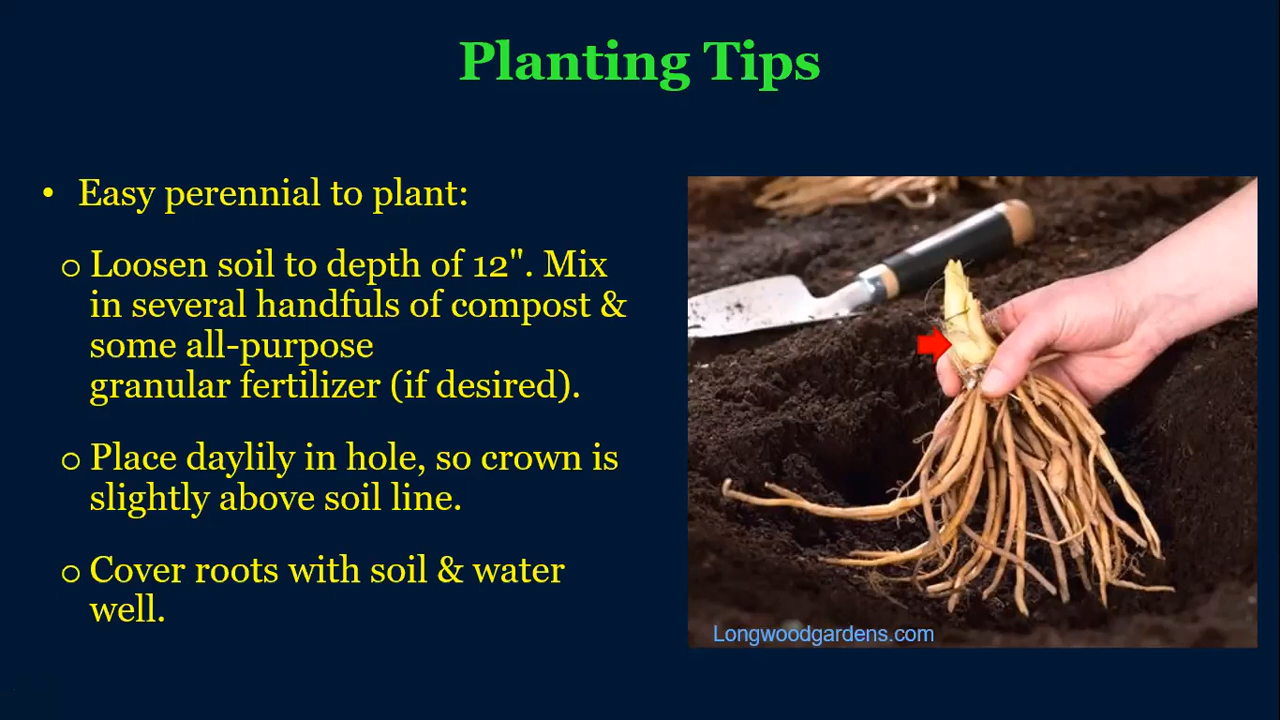 Planting Tips
• Easy perennial to plant:
o Loosen soil to depth of 12". Mix
in several handfuls of compost &
some all-purpose
granular fertilizer (if desired).
o Place daylily in hole, so crown is
slightly above soil line.
o Cover roots with soil & water
well.
Longwoodgardens.com